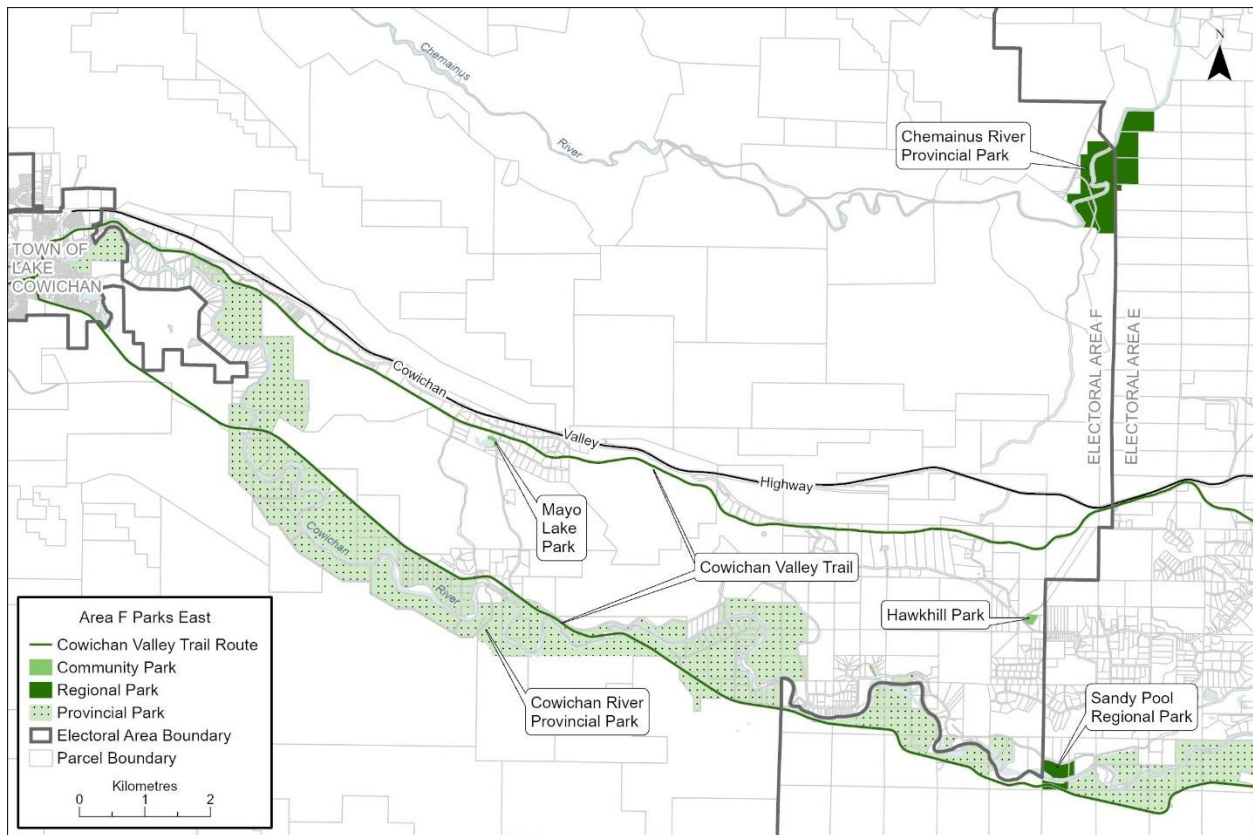 Chemainus
River
N
Chemainus River
Provincial Park
TOWN OF
LAKE
COWICHAN
ELECTORAL AREA F
ELECTORAL AREA E
Cowichan
Valley
Highway
Mayo
Lake
Park
Cowichan Valley Trail
Cowichan
River
Hawkhill Park
Cowichan River
Provincial Park
Sandy Pool
Regional Park
Area F Parks East
Cowichan Valley Trail Route
Community Park
Regional Park
Provincial Park
Electoral Area Boundary
Parcel Boundary
Kilometres
0 1 2